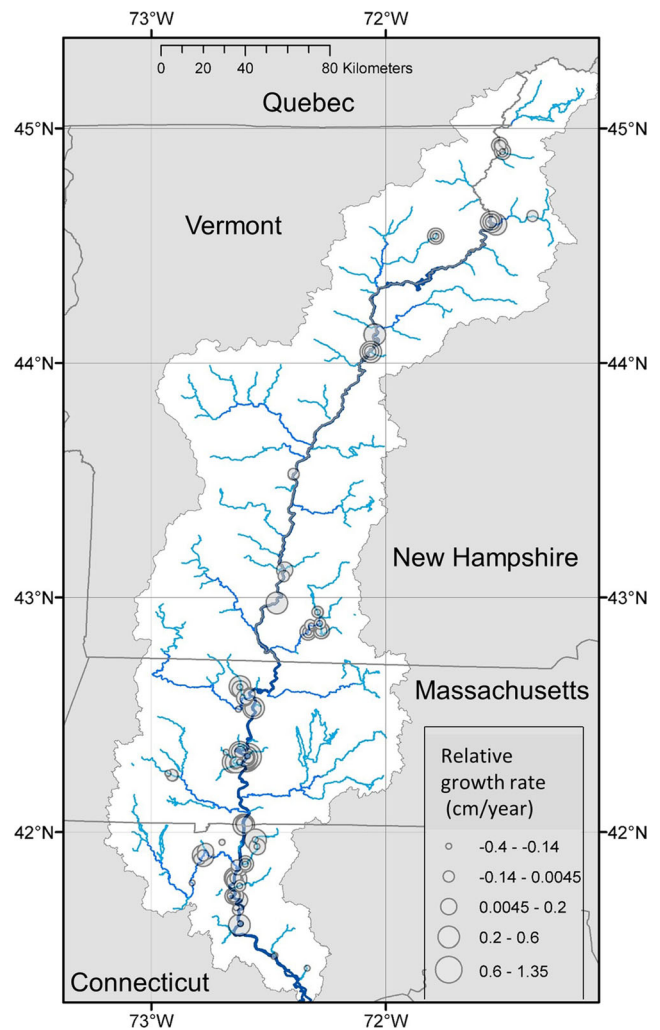 73°W 72°W
0 20 40 80 Kilometers
Quebec
45°N 45°N
Vermont
44°N 44°N
New Hampshire
43°N 43°N
Massachusetts
Relative
growth rate
(cm/year)
42°N 42°N
-0.4 - -0.14
-0.14 - 0.0045
0.0045 - 0.2
0.2 - 0.6
0.6 - 1.35
Connecticut
73°W 72°W